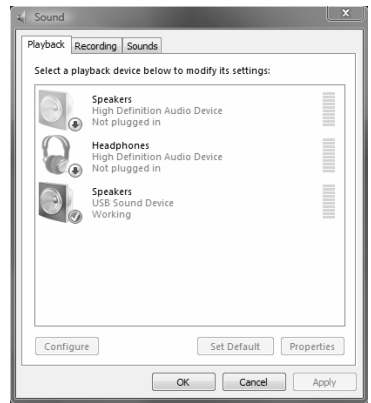 Sound
Playback Recording Sounds
Select a playback device below to modify its settings:
Speakers
High Definition Audio Device
Not plugged in
Headphones
High Definition Audio Device
Not plugged in
Speakers
USB Sound Device
Working
Configure Set Default Properties
OK Cancel Apply